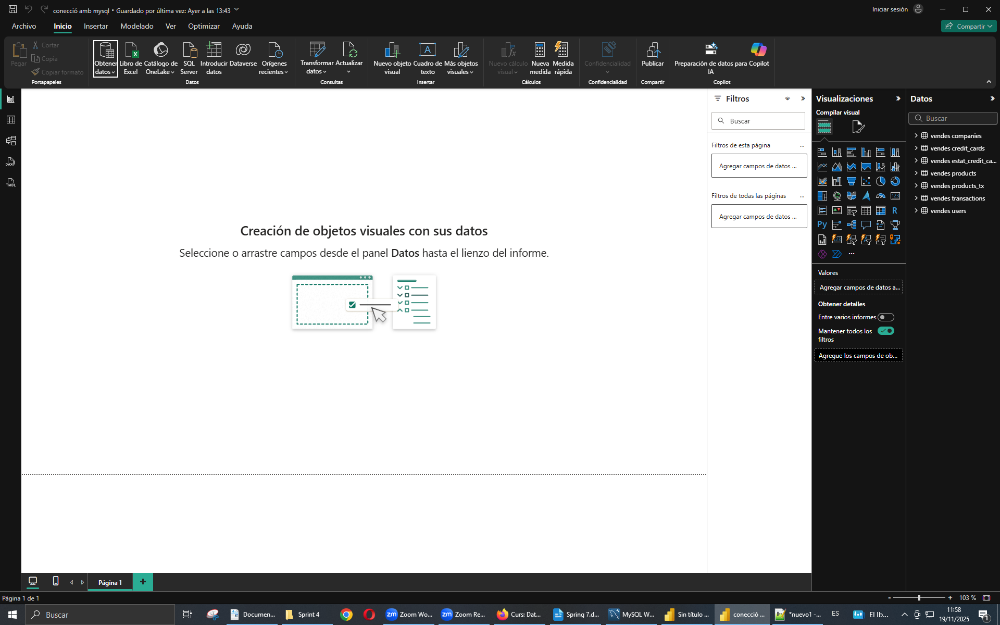 conecció amb mysql • Guardado por última vez: Ayer a las 13:43
Iniciar sesión
Archivo Inicio Insertar Modelado Ver Optimizar Ayuda
Compartir
Pegar
Cortar
Copia
Copiar formato
Portapapeles
Obtener datos
Libro de Excel
Catálogo de OneLake
SQL Server
Introducir datos
Dataverse
Orígenes recientes
Datos
Transformar datos
Actualizar
Consultas
Nuevo objeto visual
Cuadro de texto
Más objetos visuales
Insertar
Nuevo cálculo visual
Nueva medida
Medida rápida
Cálculos
Confidencialidad
Confidencialidad
Publicar
Compartir
Preparación de datos para IA
Copilot
Copilot
DAX
TMDL
Creación de objetos visuales con sus datos
Seleccione o arrastre campos desde el panel Datos hasta el lienzo del informe.
Filtros
Buscar
Filtros de esta página ...
Agregar campos de datos ...
Filtros de todas las páginas ...
Agregar campos de datos ...
Visualizaciones
Compilar visual
123
R
Py
...
Valores
Agregar campos de datos a...
Obtener detalles
Entre varios informes
Mantener todos los
filtros
Agregue los campos de ob...
Datos
Buscar
vendes companies
vendes credit_cards
vendes estat_credit_ca...
vendes products
vendes products_tx
vendes transactions
vendes users
Página 1
+
Página 1 de 1
- + 103 %
Buscar
Documen...
Sprint 4
zm Zoom Wo...
zm Zoom Re...
Curs: Dat...
Spring 7.d...
MySQL W...
Sin título ...
conecció ...
*nuevo1 -...
ES
El Ib...
11:58
19/11/2025
1